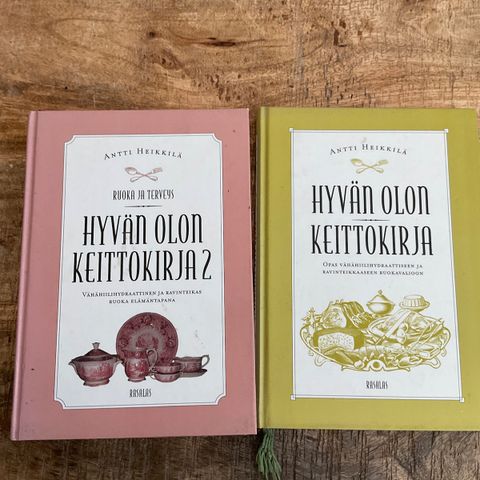 ANTTI HEIKKILÄ
RUOKA JA TERVEYS
HYVÄN OLON
KEITTOKIRJA 2
VÄHÄHIILIHYDRAATTINEN JA RAVINTEIKAS
RUOKA ELÄMÄNTAPANA
RASALAS
ANTTI HEIKKILÄ
HYVÄN OLON
KEITTOKIRJA
OPAS VÄHÄHIILIHYDRAATTISEEN JA
RAVINTEIKKAASEEN RUOKAVALIOON
RASALAS